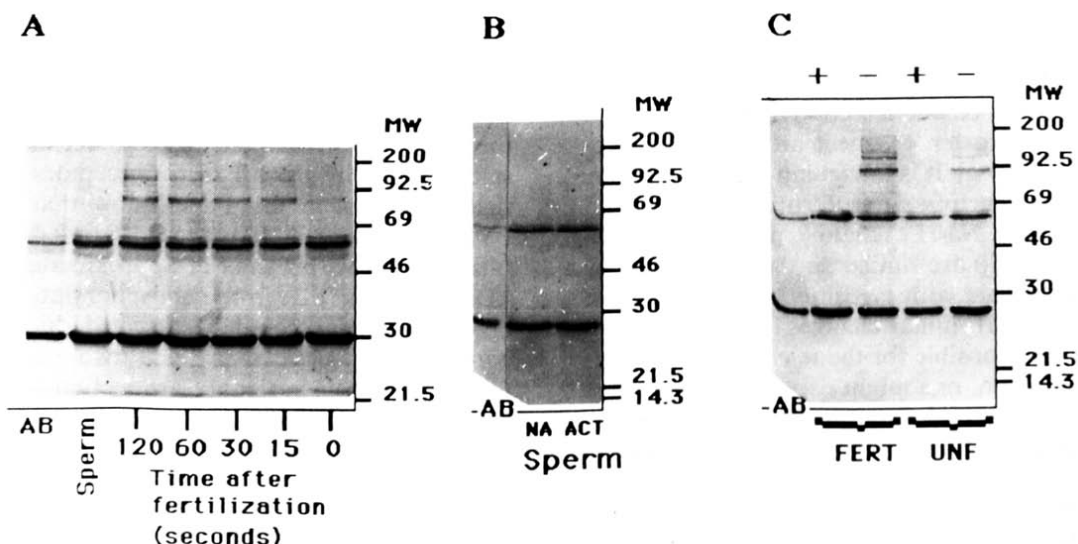 A
MW
200
92.5
69
46
30
21.5
AB
Sperm
120 60 30 15 0
Time after
fertilization
(seconds)
B
MW
200
92.5
69
46
30
21.5
14.3
-AB
NA ACT
Sperm
C
+ − + −
MW
200
92.5
69
46
30
21.5
14.3
-AB
FERT UNF